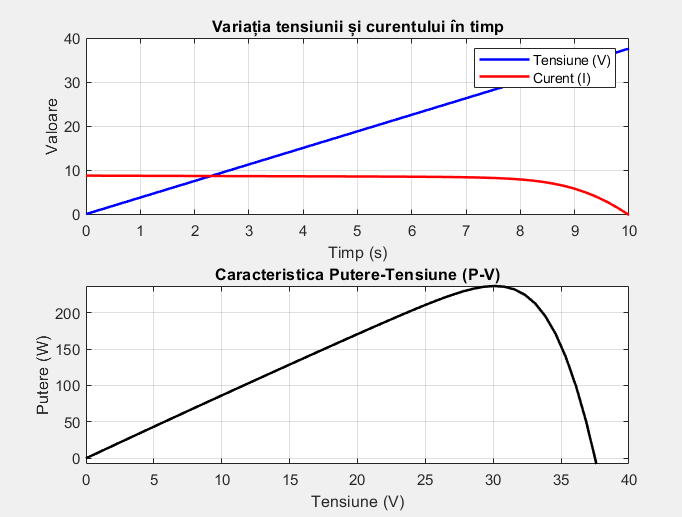 Variația tensiunii și curentului în timp
40
30
20
10
0
Valoare
Tensiune (V)
Curent (I)
0 1 2 3 4 5 6 7 8 9 10
Timp (s)
Caracteristica Putere-Tensiune (P-V)
200
150
100
50
0
Putere (W)
0 5 10 15 20 25 30 35 40
Tensiune (V)